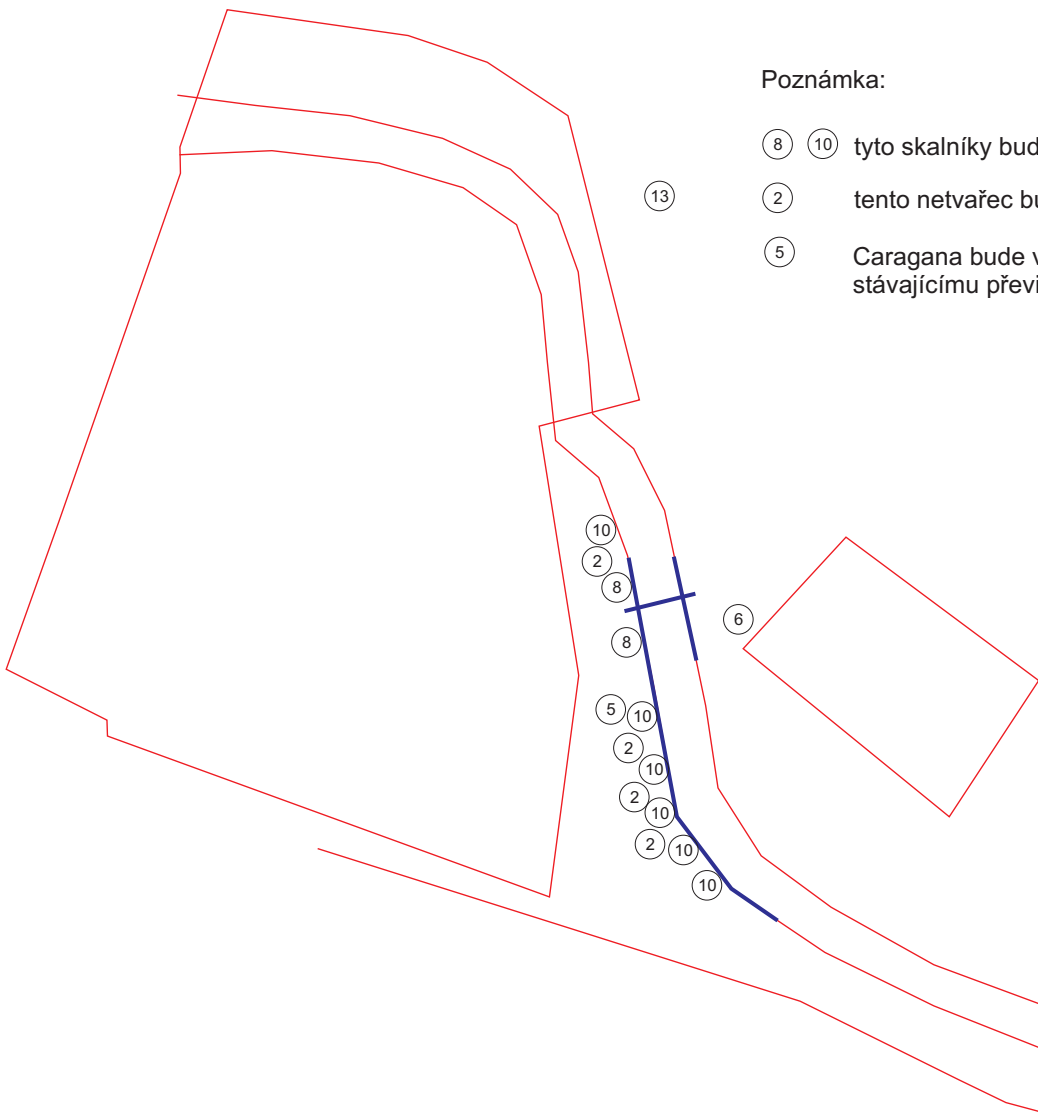 Poznámka:
8 10 tyto skalníky bud
2 tento netvařec bu
5 Caragana bude v
stávajícímu převi
13
10
2
8
6
8
5 10
2
10
2
10
2 10
10